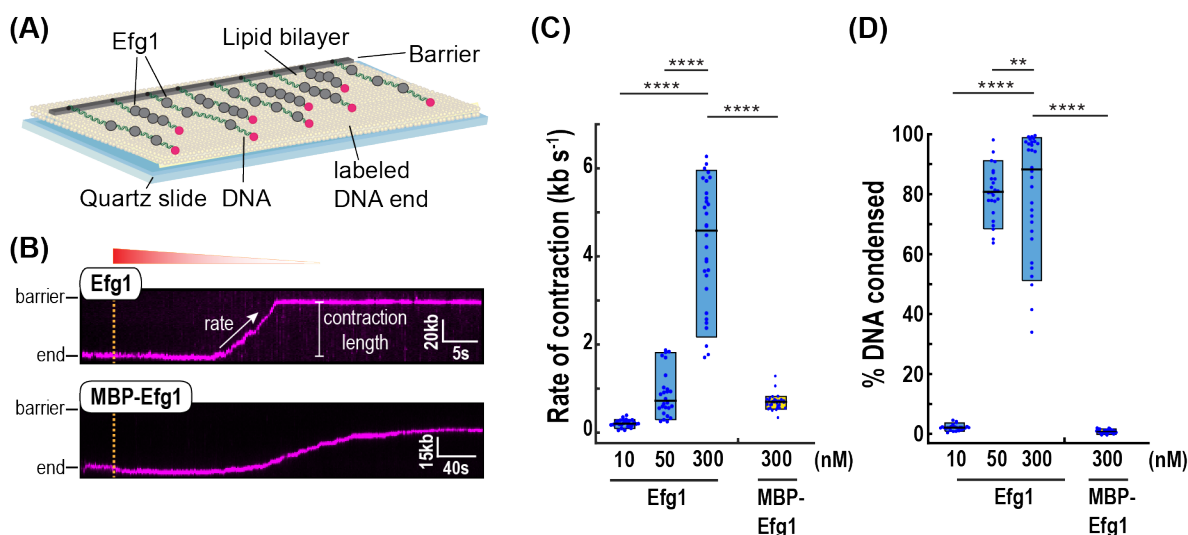 (A)
Efg1
Lipid bilayer
Barrier
Quartz slide
DNA
labeled
DNA end
(B)
Efg1
barrier
end
rate
contraction
length
20kb
5s
MBP-Efg1
barrier
end
15kb
40s
(C)
****
****
****
Rate of contraction (kb s-1)
6
4
2
0
10 50 300 300 (nM)
Efg1
MBP-
Efg1
(D)
**
****
****
% DNA condensed
100
80
60
40
20
0
10 50 300 300 (nM)
Efg1
MBP-
Efg1